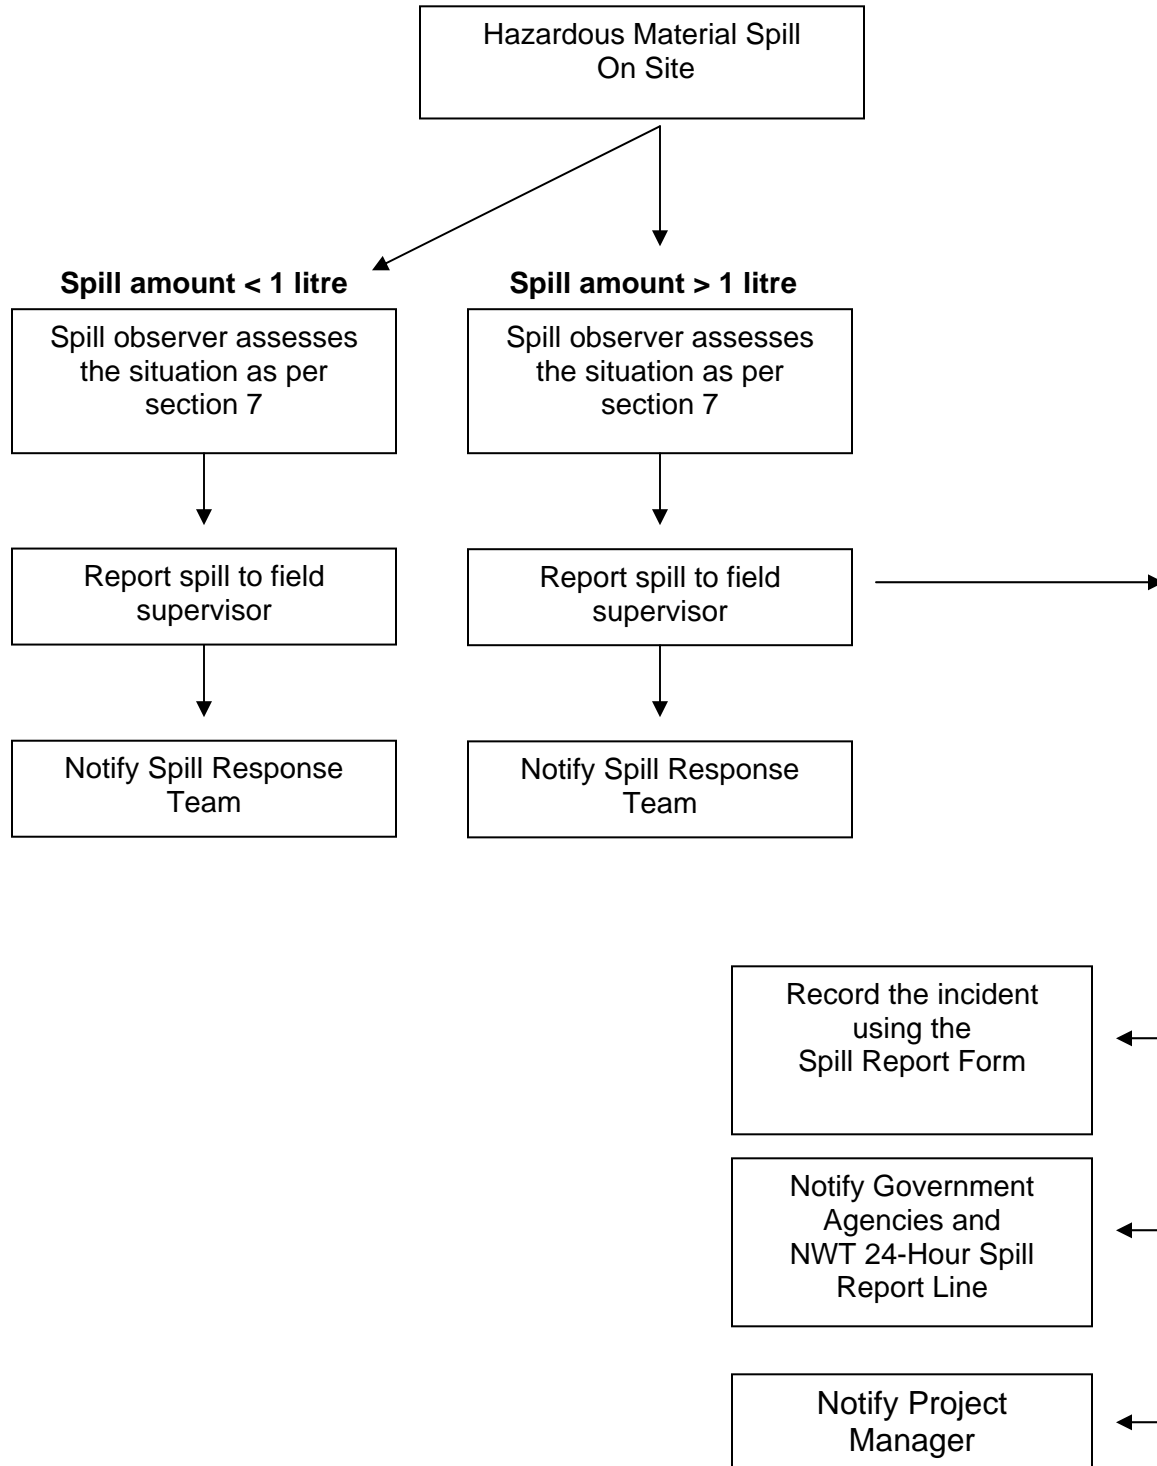 Hazardous Material Spill
On Site
Spill amount < 1 litre
Spill observer assesses
the situation as per
section 7
Report spill to field
supervisor
Notify Spill Response
Team
Spill amount > 1 litre
Spill observer assesses
the situation as per
section 7
Report spill to field
supervisor
Notify Spill Response
Team
Record the incident
using the
Spill Report Form
Notify Government
Agencies and
NWT 24-Hour Spill
Report Line
Notify Project
Manager